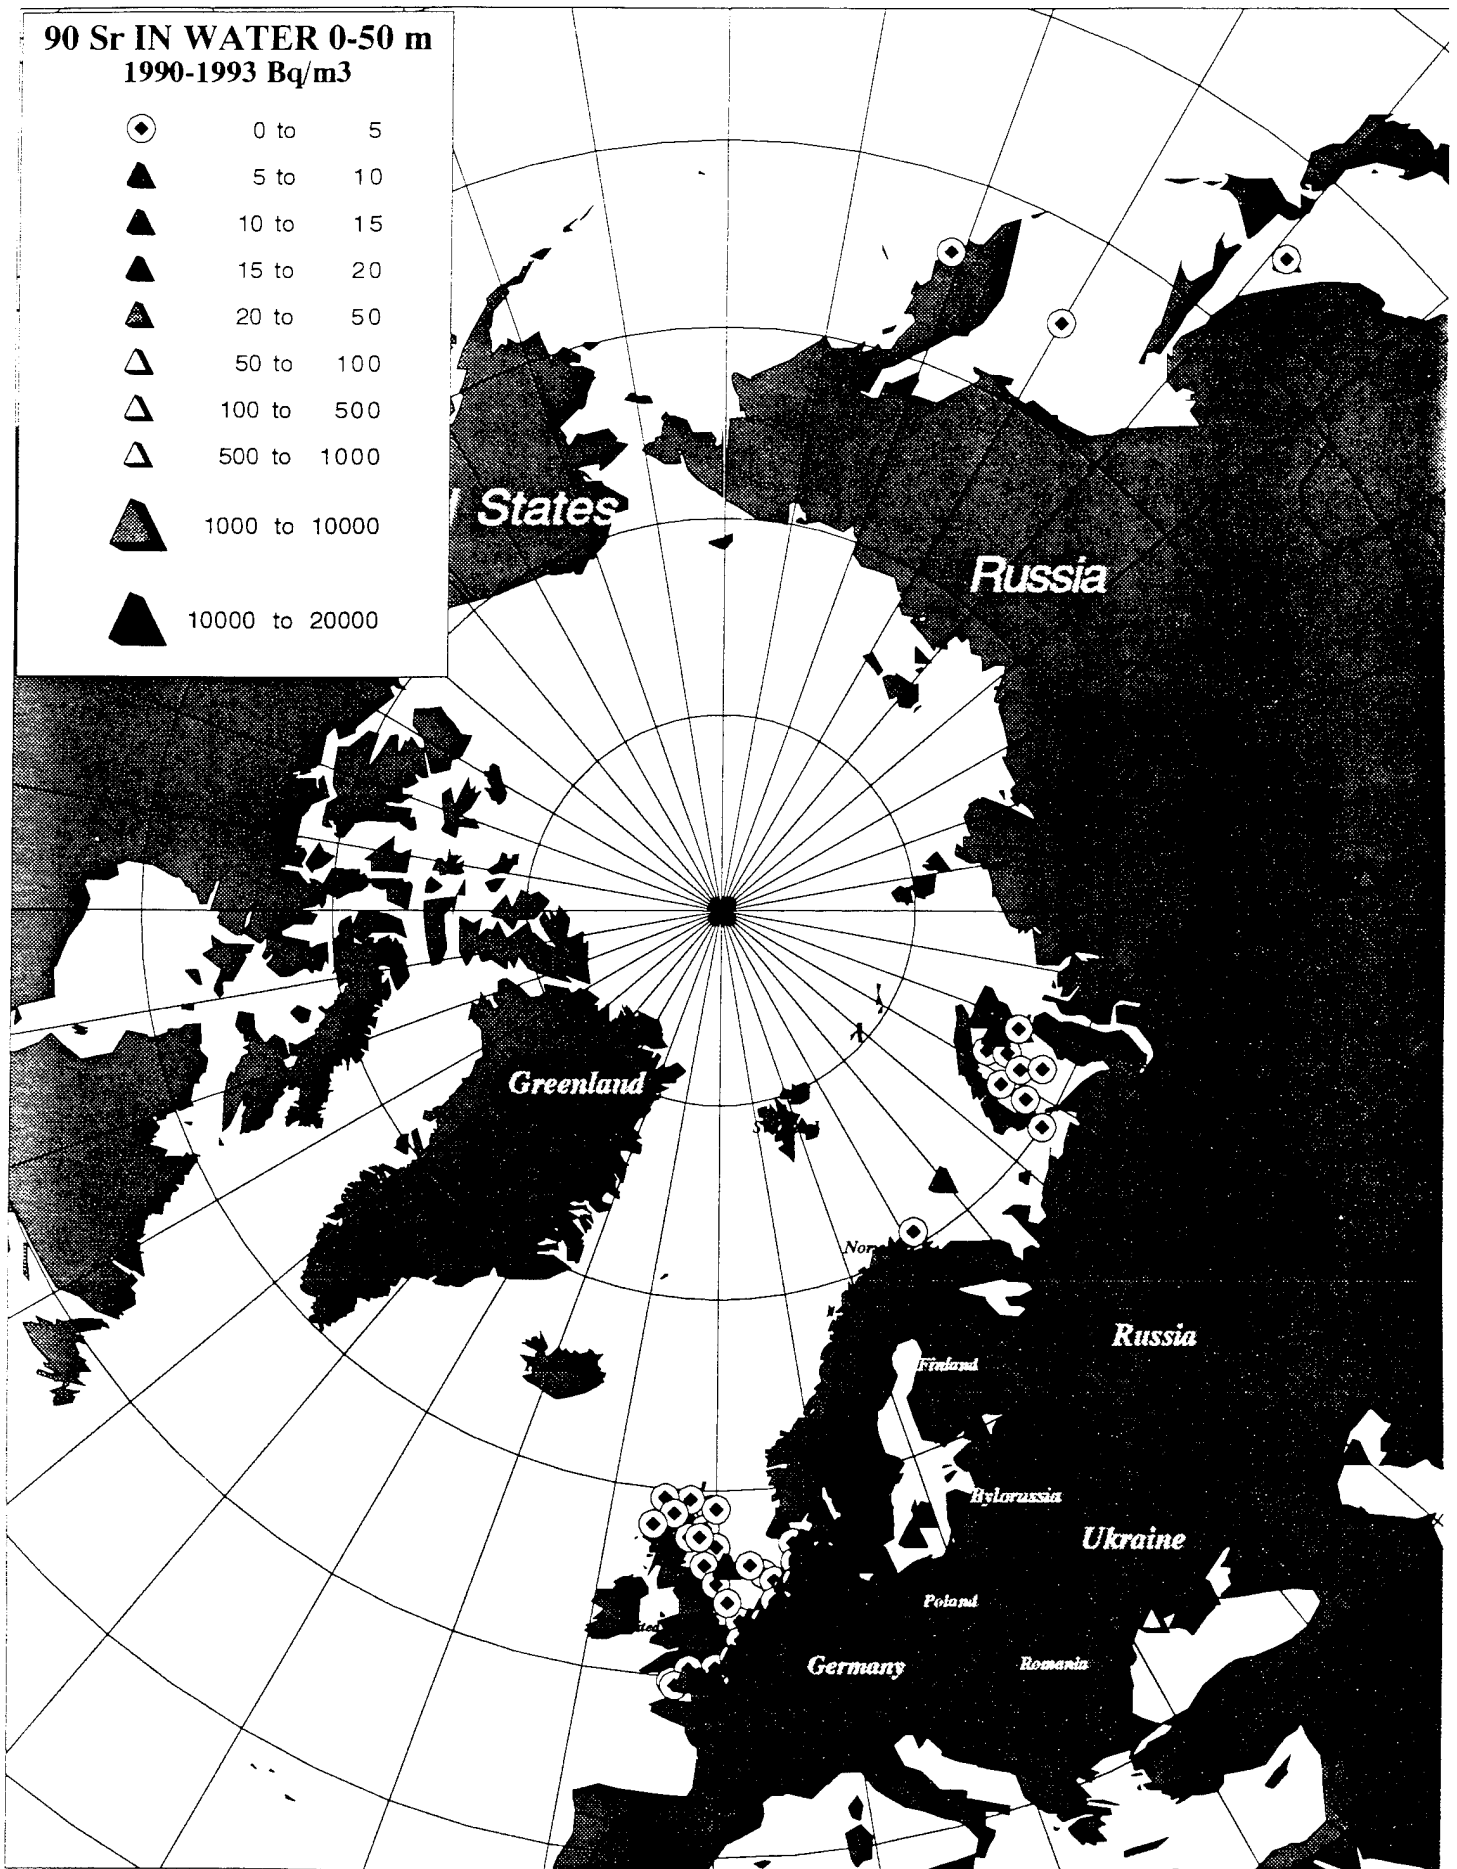 90 Sr IN WATER 0-50 m
1990-1993 Bq/m3
0 to 5
5 to 10
10 to 15
15 to 20
20 to 50
50 to 100
100 to 500
500 to 1000
1000 to 10000
10000 to 20000
States
Russia
Greenland
Nor
Russia
Finland
Bylorussia
Ukraine
Poland
Germany
Romania